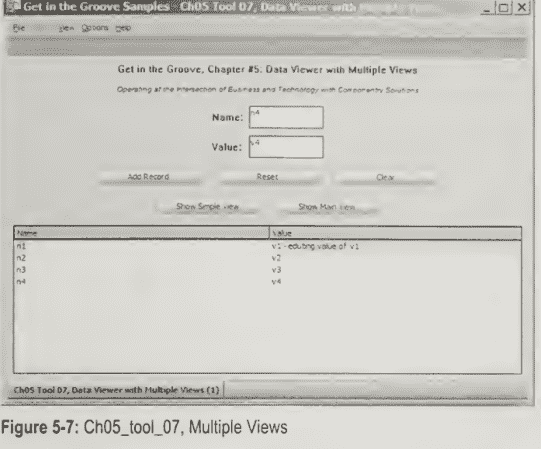 Get in the Groove Samples Ch05 Tool 07, Data Viewer with
File View Options Help
Get in the Groove, Chapter #5: Data Viewer with Multiple Views
Operating at the Intersection of Business and Technology with Componentry Solutions
Name: n4
Value: v4
Add Record Reset Clear
Show Simple View Show Main View
Name Value
n1 v1 - editing value of v1
n2 v2
n3 v3
n4 v4
Ch05 Tool 07, Data Viewer with Multiple Views (1)
Figure 5-7: Ch05_tool_07, Multiple Views